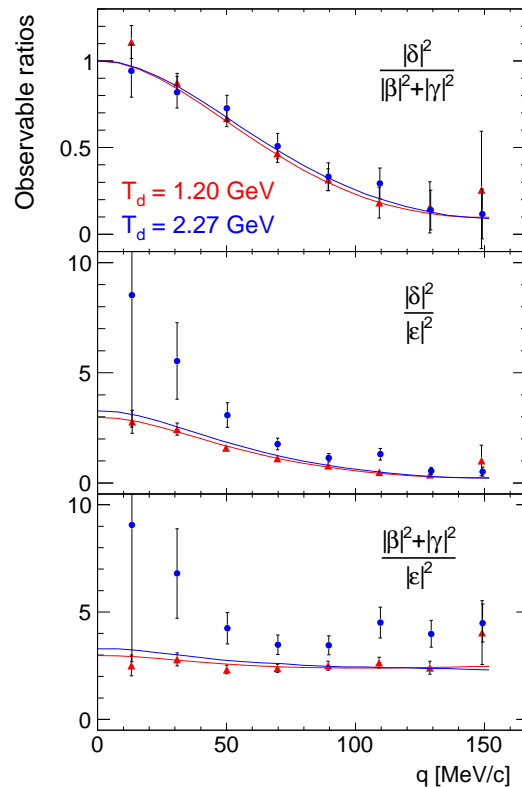 Observable ratios
1
0.5
0
|δ|²
|β|²+|γ|²
T_d = 1.20 GeV
T_d = 2.27 GeV
10
5
0
|δ|²
|ε|²
10
5
0
|β|²+|γ|²
|ε|²
0 50 100 150
q [MeV/c]